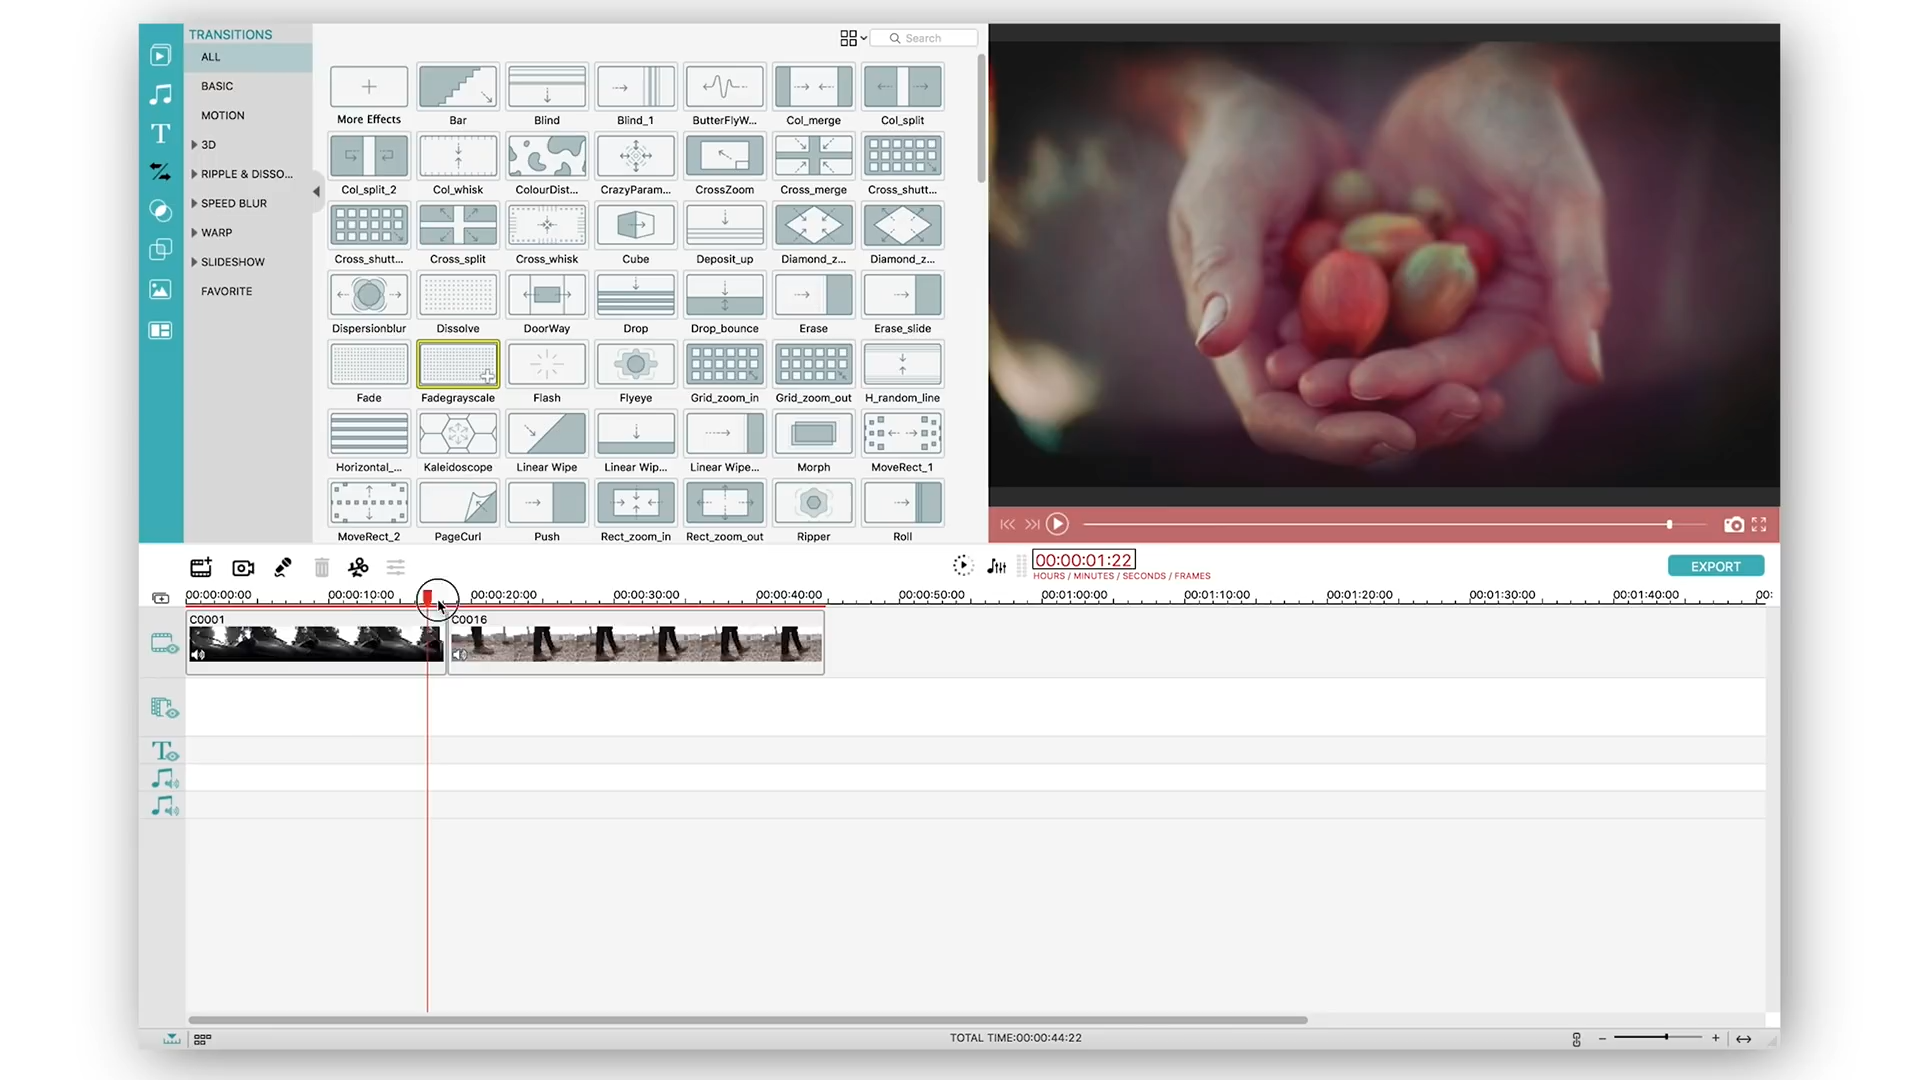 TRANSITIONS
ALL
BASIC
MOTION
3D
RIPPLE & DISSO...
SPEED BLUR
WARP
SLIDESHOW
FAVORITE
Search
More Effects Bar Blind Blind_1 ButterFlyW... Col_merge Col_split
Col_split_2 Col_whisk ColourDist... CrazyParam... CrossZoom Cross_merge Cross_shutt...
Cross_shutt... Cross_split Cross_whisk Cube Deposit_up Diamond_z... Diamond_z...
Dispersionblur Dissolve DoorWay Drop Drop_bounce Erase Erase_slide
Fade Fadegrayscale Flash Flyeye Grid_zoom_in Grid_zoom_out H_random_line
Horizontal_... Kaleidoscope Linear Wipe Linear Wip... Linear Wipe... Morph MoveRect_1
MoveRect_2 PageCurl Push Rect_zoom_in Rect_zoom_out Ripper Roll
00:00:01:22
HOURS / MINUTES / SECONDS / FRAMES
EXPORT
00:00:00:00 00:00:10:00 00:00:20:00 00:00:30:00 00:00:40:00 00:00:50:00 00:01:00:00 00:01:10:00 00:01:20:00 00:01:30:00 00:01:40:00 00:
C0001 C0016
TOTAL TIME:00:00:44:22